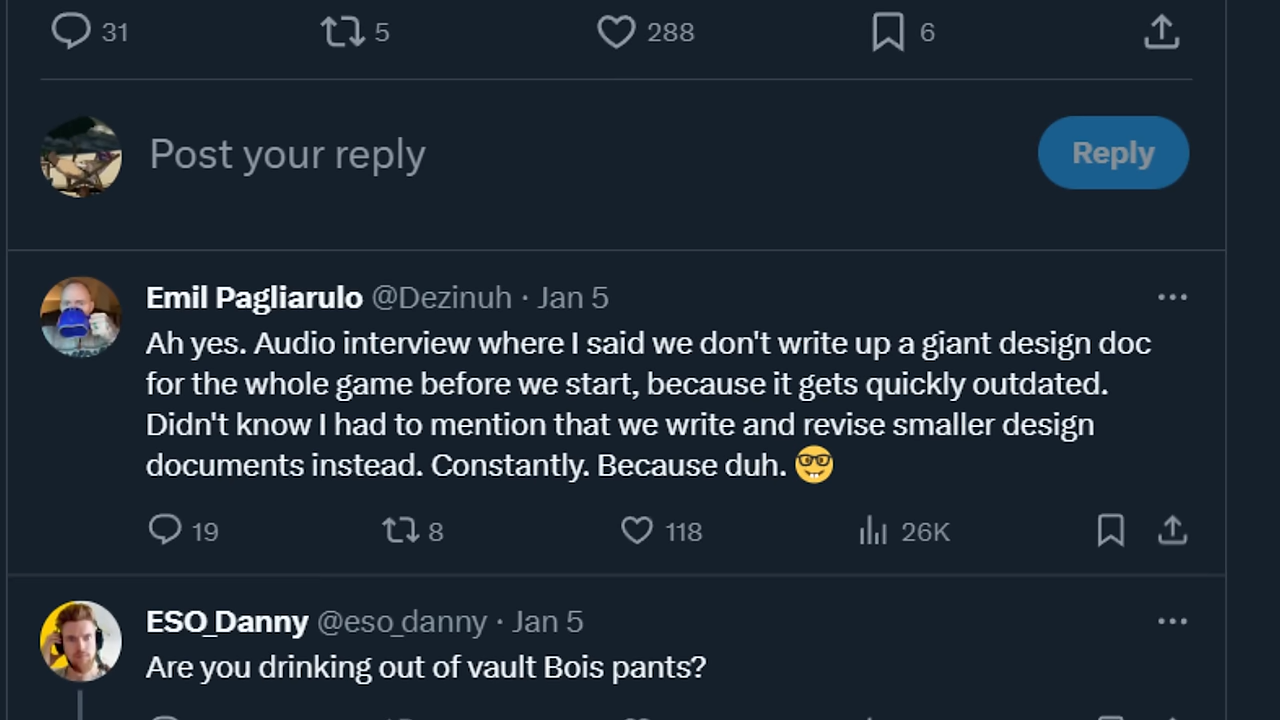 31 5 288 6
Post your reply Reply
Emil Pagliarulo @Dezinuh · Jan 5
Ah yes. Audio interview where I said we don't write up a giant design doc
for the whole game before we start, because it gets quickly outdated.
Didn't know I had to mention that we write and revise smaller design
documents instead. Constantly. Because duh. 🤓
19 8 118 26K
ESO_Danny @eso_danny · Jan 5
Are you drinking out of vault Bois pants?